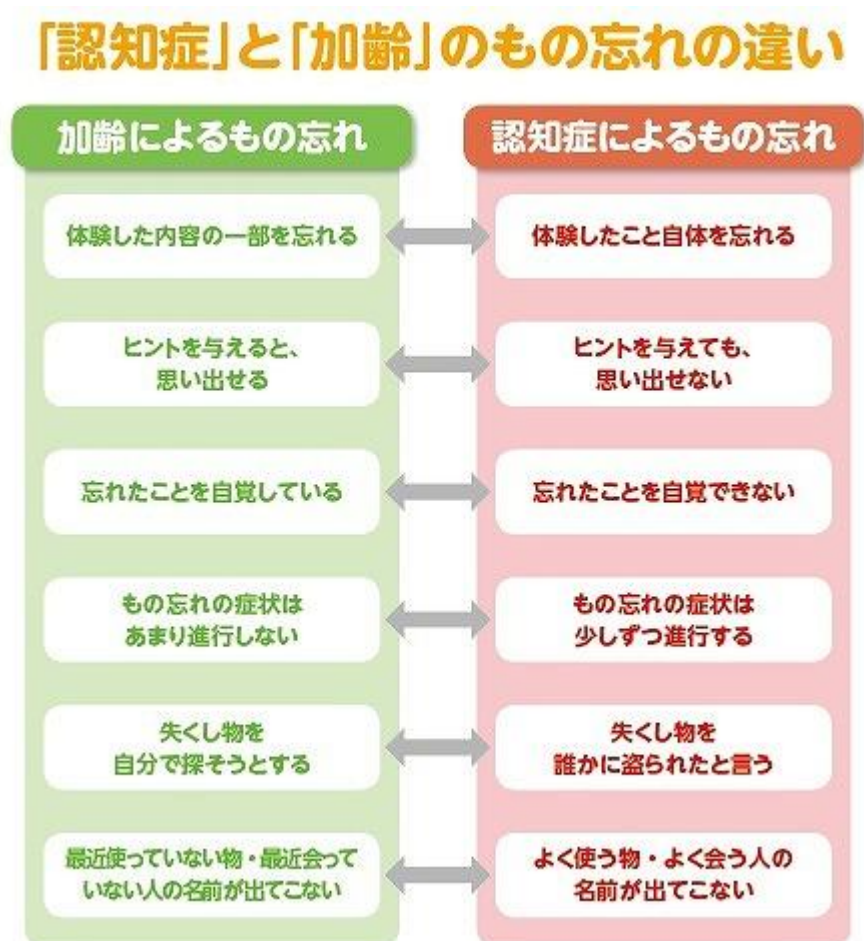 「認知症」と「加齢」のもの忘れの違い
加齢によるもの忘れ
認知症によるもの忘れ
体験した内容の一部を忘れる
体験したこと自体を忘れる
ヒントを与えると、
思い出せる
ヒントを与えても、
思い出せない
忘れたことを自覚している
忘れたことを自覚できない
もの忘れの症状は
あまり進行しない
もの忘れの症状は
少しずつ進行する
失くし物を
自分で探そうとする
失くし物を
誰かに盗られたと言う
最近使っていない物・最近会って
いない人の名前が出てこない
よく使う物・よく会う人の
名前が出てこない